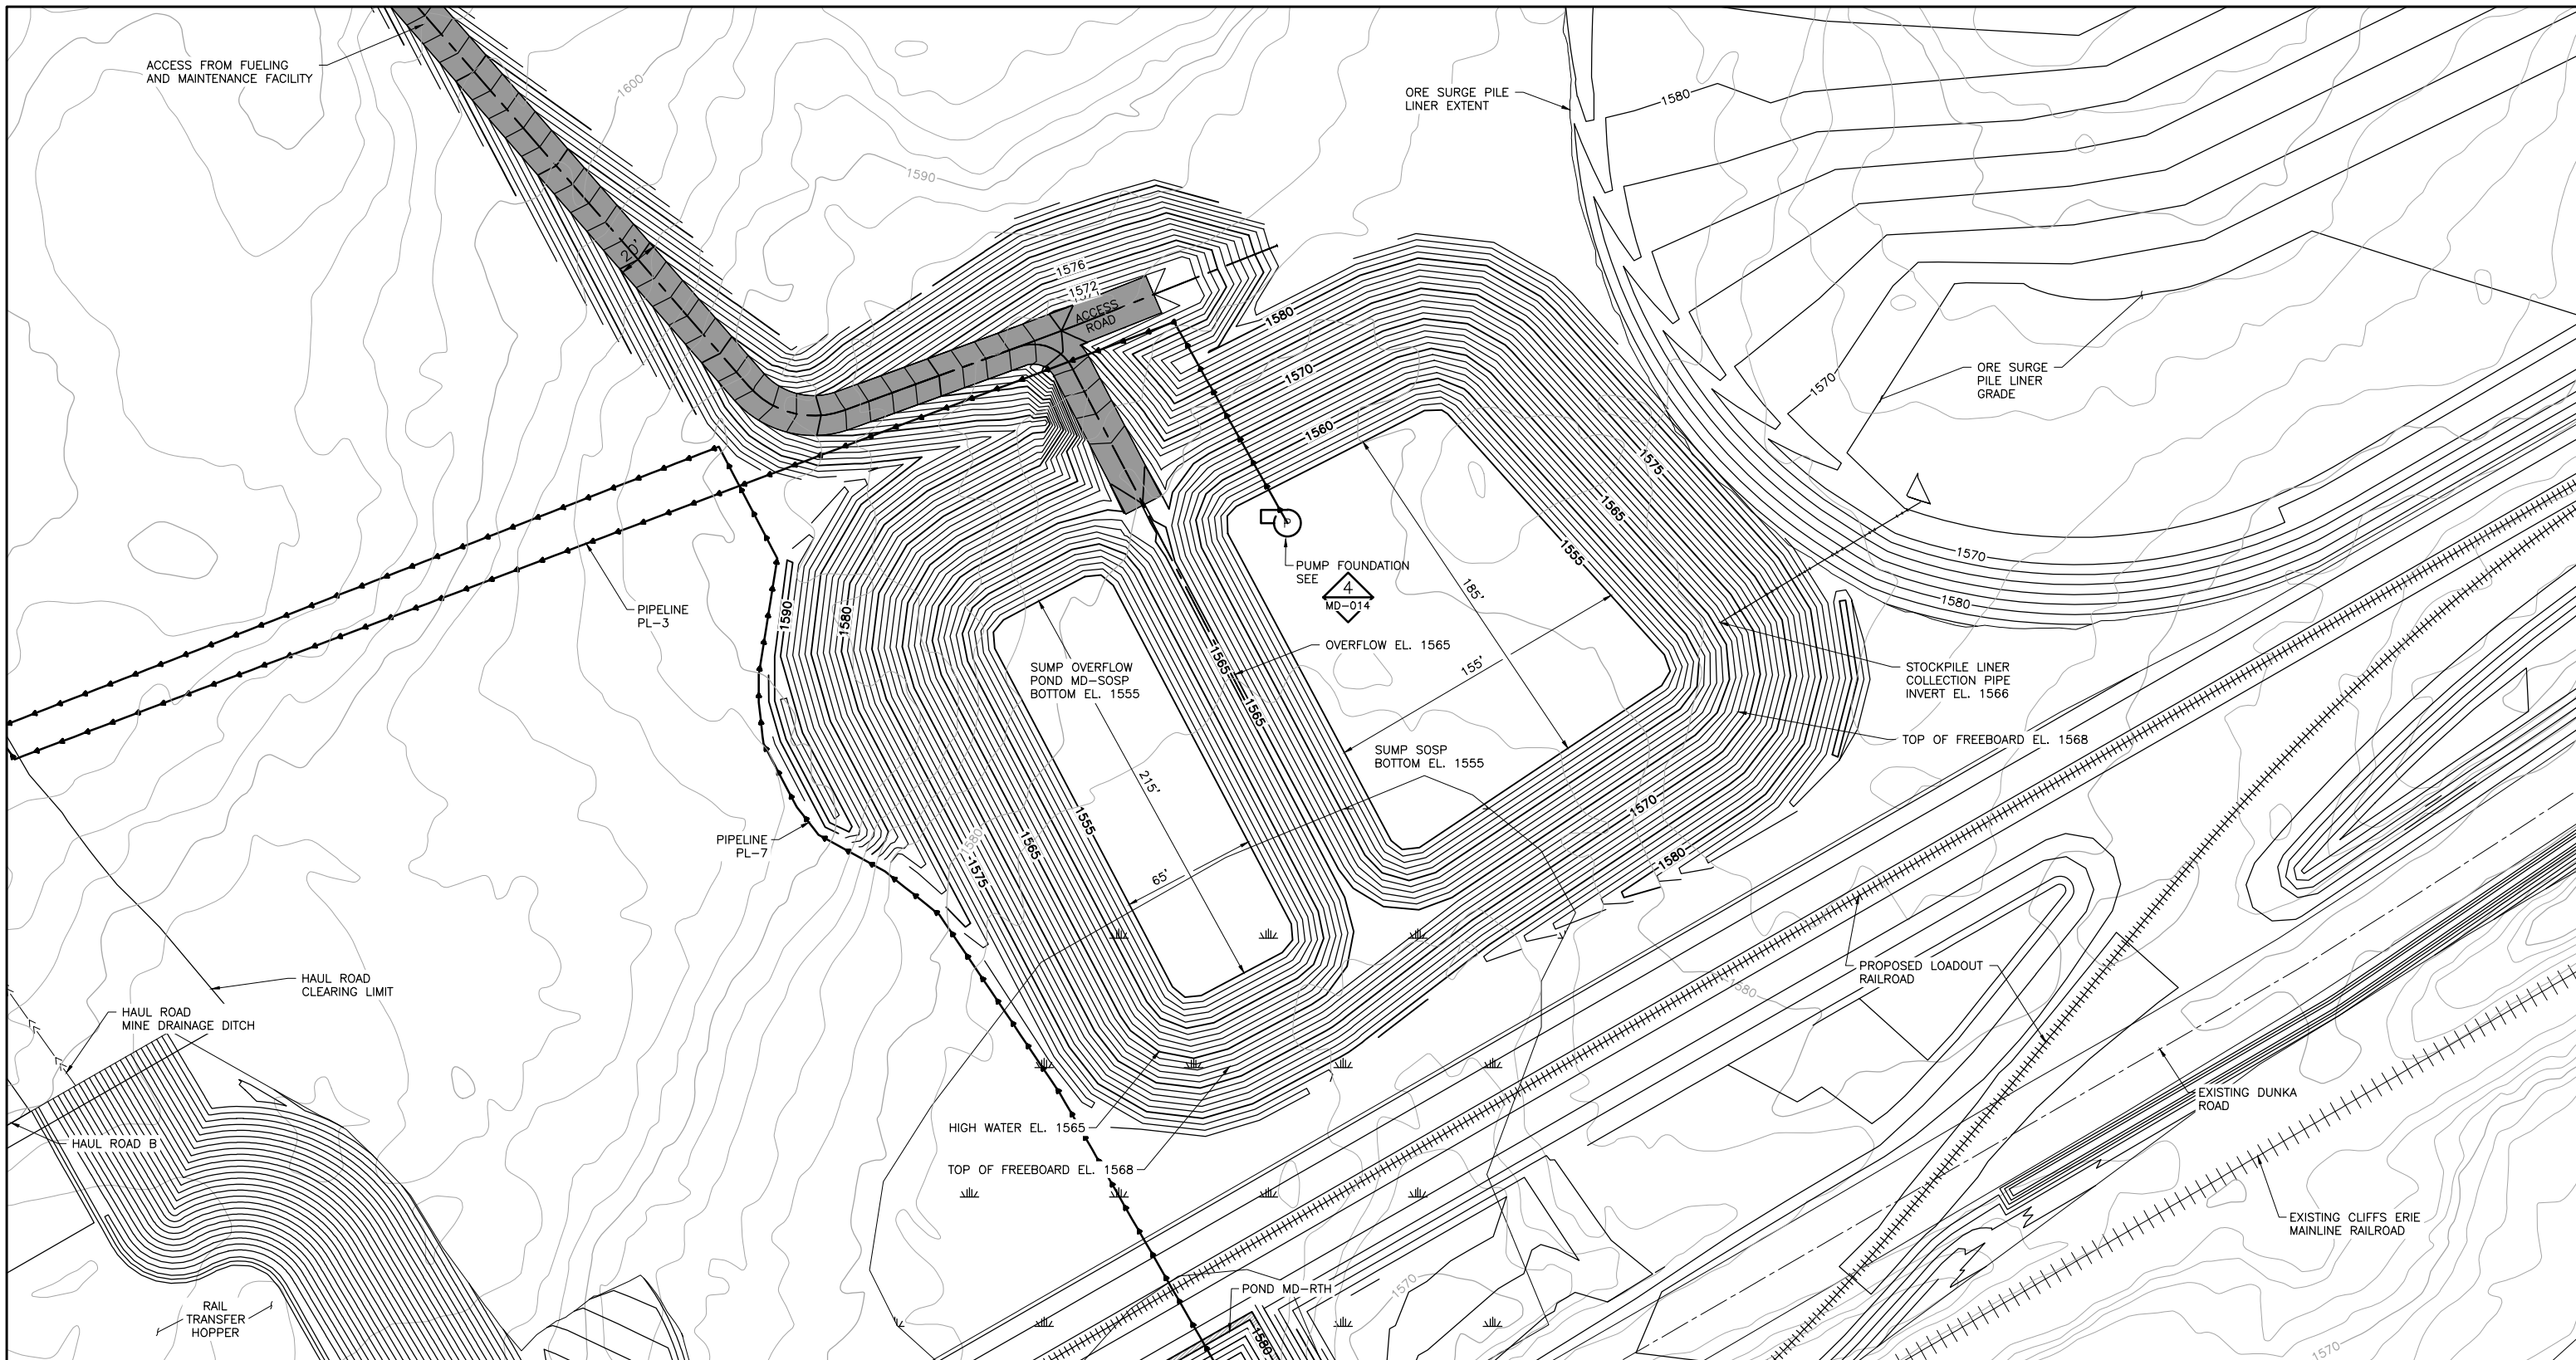 ACCESS FROM FUELING
AND MAINTENANCE FACILITY
1600
1590
20'
1576
1572
ACCESS
ROAD
1580
1570
1560
ORE SURGE PILE
LINER EXTENT
1580
1570
ORE SURGE
PILE LINER
GRADE
1575
1565
1555
1570
1580
PUMP FOUNDATION
SEE
4
MD-014
P
185'
155'
PIPELINE
PL-3
1590
1580
SUMP OVERFLOW
POND MD-SOSP
BOTTOM EL. 1555
1565
1565
OVERFLOW EL. 1565
STOCKPILE LINER
COLLECTION PIPE
INVERT EL. 1566
TOP OF FREEBOARD EL. 1568
SUMP SOSP
BOTTOM EL. 1555
215'
65'
PIPELINE
PL-7
1580
1575
1565
1555
1570
1580
HAUL ROAD
CLEARING LIMIT
HAUL ROAD
MINE DRAINAGE DITCH
HAUL ROAD B
PROPOSED LOADOUT
RAILROAD
1580
HIGH WATER EL. 1565
TOP OF FREEBOARD EL. 1568
EXISTING DUNKA
ROAD
EXISTING CLIFFS ERIE
MAINLINE RAILROAD
RAIL
TRANSFER
HOPPER
POND MD-RTH
1580
1570
1570